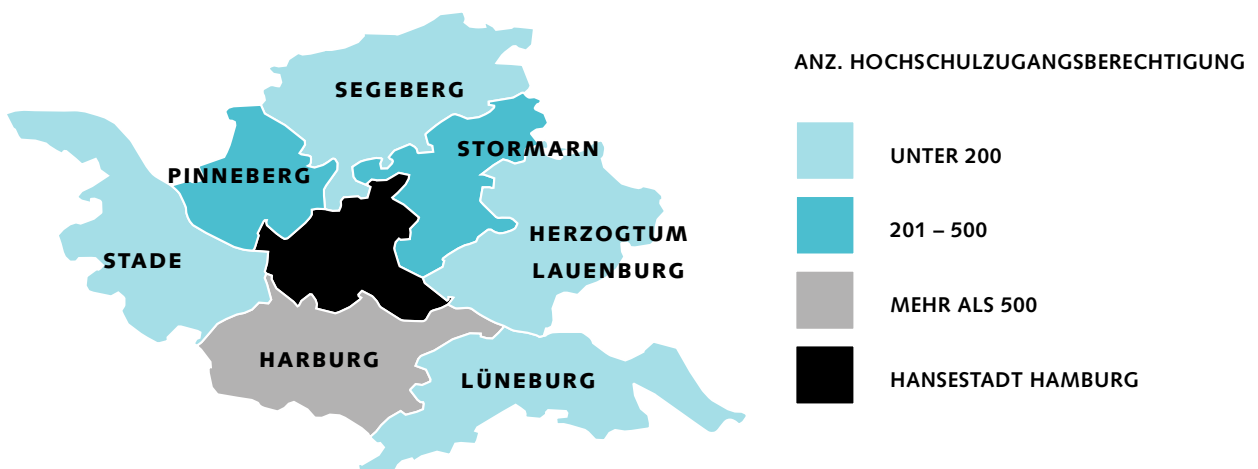 SEGEBERG
STORMARN
PINNEBERG
HERZOGTUM
LAUENBURG
STADE
HARBURG
LÜNEBURG
ANZ. HOCHSCHULZUGANGSBERECHTIGUNG
UNTER 200
201 – 500
MEHR ALS 500
HANSESTADT HAMBURG